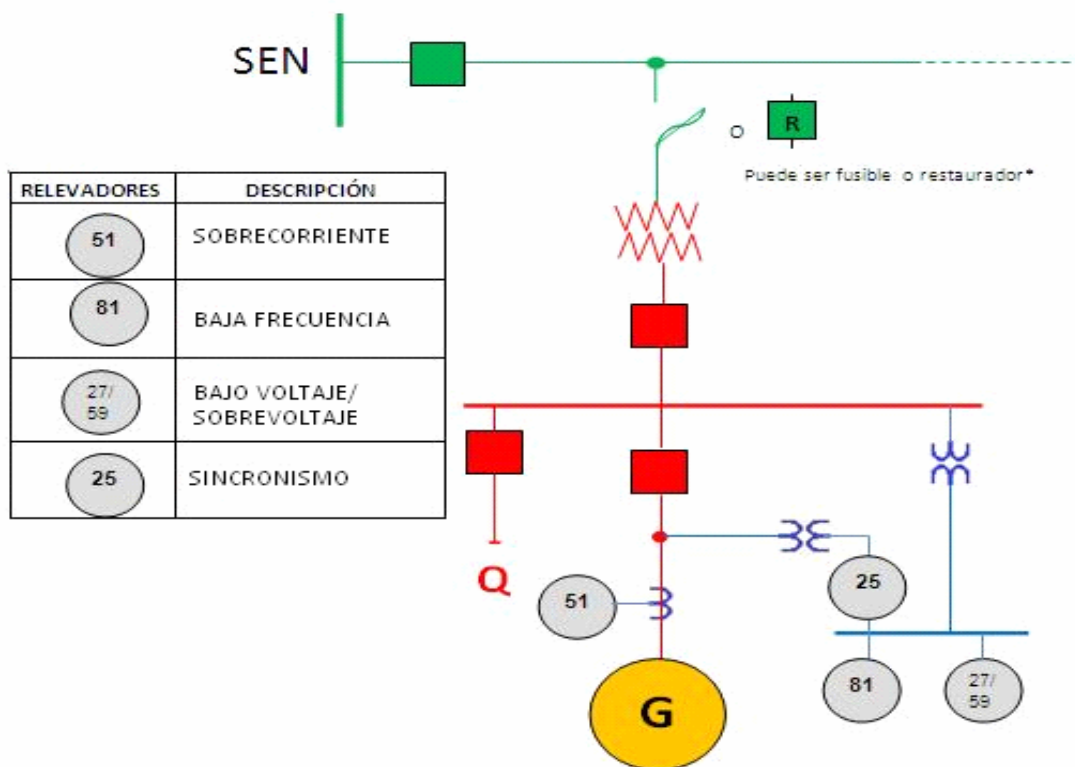 SEN
O
R
Puede ser fusible o restaurador*
RELEVADORES DESCRIPCIÓN
51 SOBRECORRIENTE
81 BAJA FRECUENCIA
27/
59
BAJO VOLTAJE/
SOBREVOLTAJE
25 SINCRONISMO
Q
51
25
G
81
27/
59